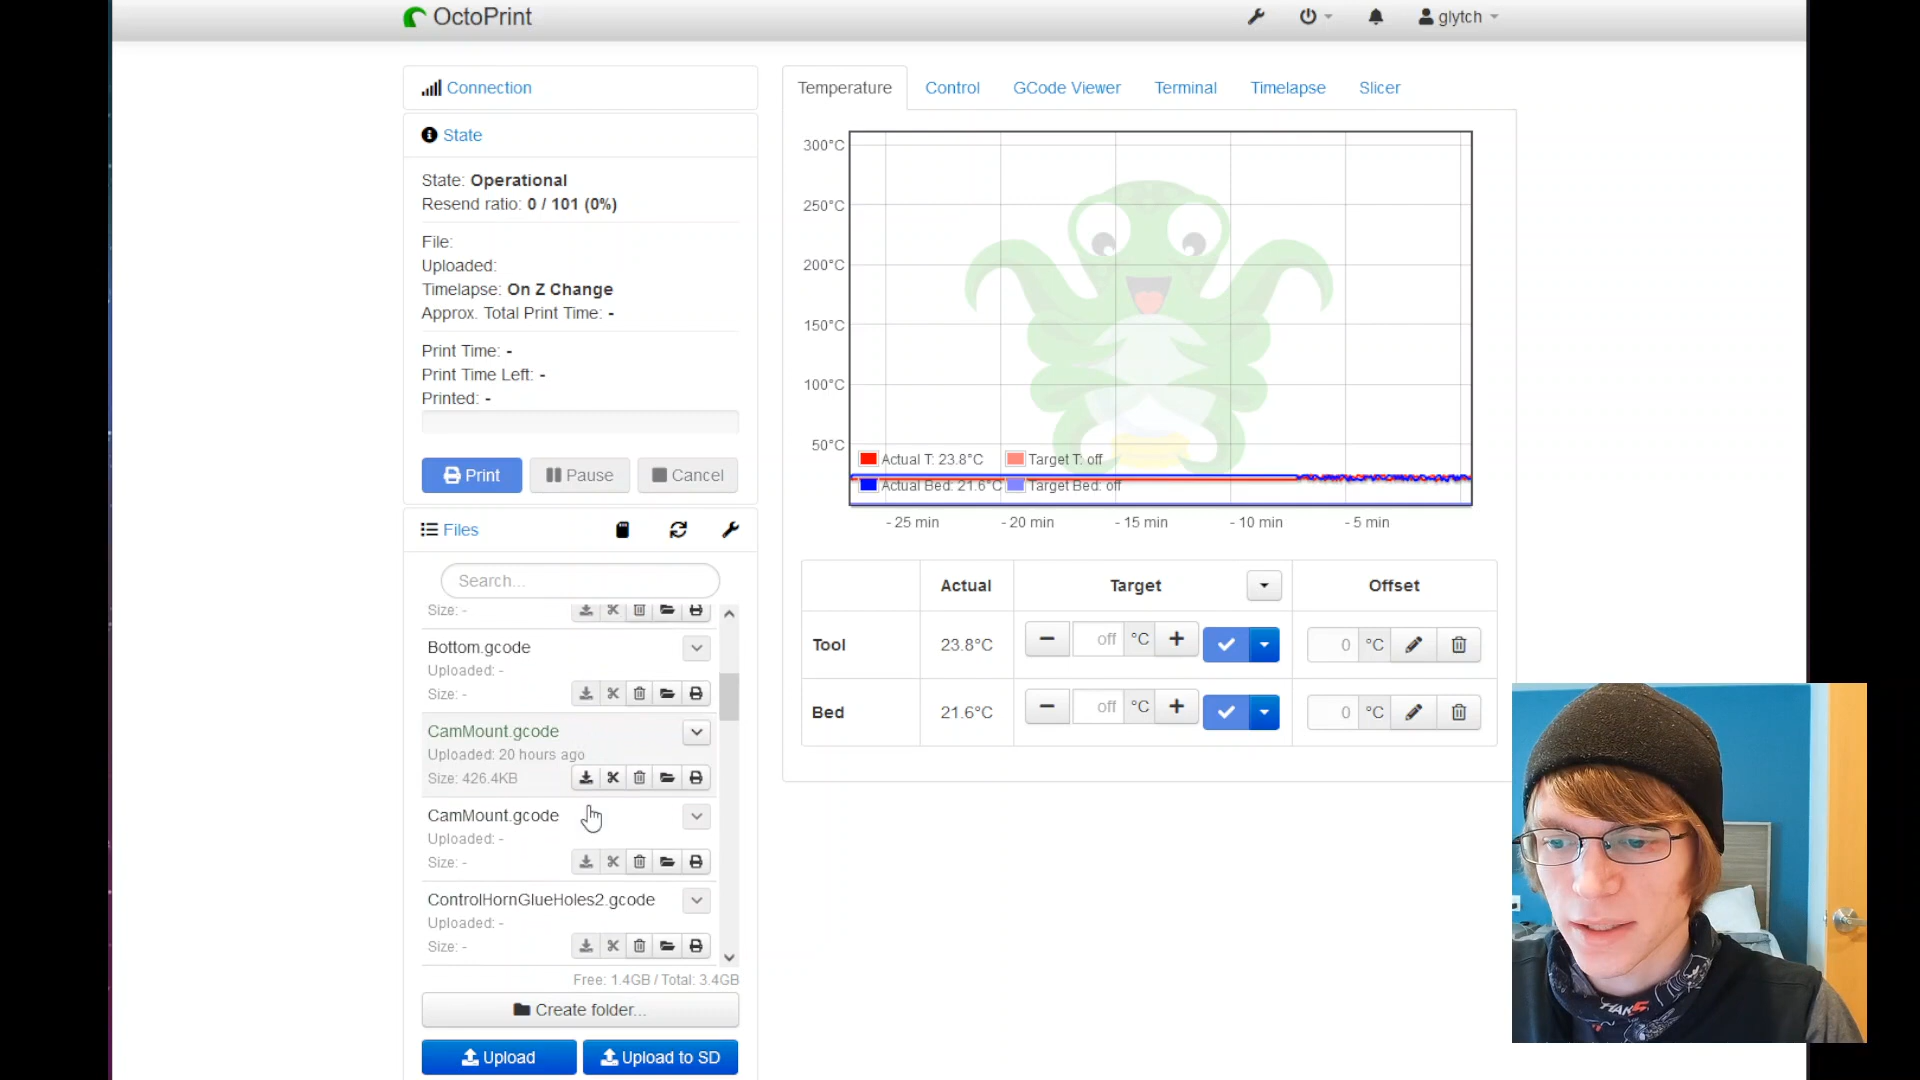 OctoPrint
glytch
Connection
State
State: Operational
Resend ratio: 0 / 101 (0%)
File:
Uploaded:
Timelapse: On Z Change
Approx. Total Print Time: -
Print Time: -
Print Time Left: -
Printed: -
Print Pause Cancel
Files
Search...
Size: -
Bottom.gcode
Uploaded: -
Size: -
CamMount.gcode
Uploaded: 20 hours ago
Size: 426.4KB
CamMount.gcode
Uploaded: -
Size: -
ControlHornGlueHoles2.gcode
Uploaded: -
Size: -
Free: 1.4GB / Total: 3.4GB
Create folder...
Upload Upload to SD
Temperature Control GCode Viewer Terminal Timelapse Slicer
300°C
250°C
200°C
150°C
100°C
50°C
Actual T: 23.8°C Target T: off
Actual Bed: 21.6°C Target Bed: off
- 25 min - 20 min - 15 min - 10 min - 5 min
Actual Target Offset
Tool 23.8°C off °C 0 °C
Bed 21.6°C off °C 0 °C
HAK5